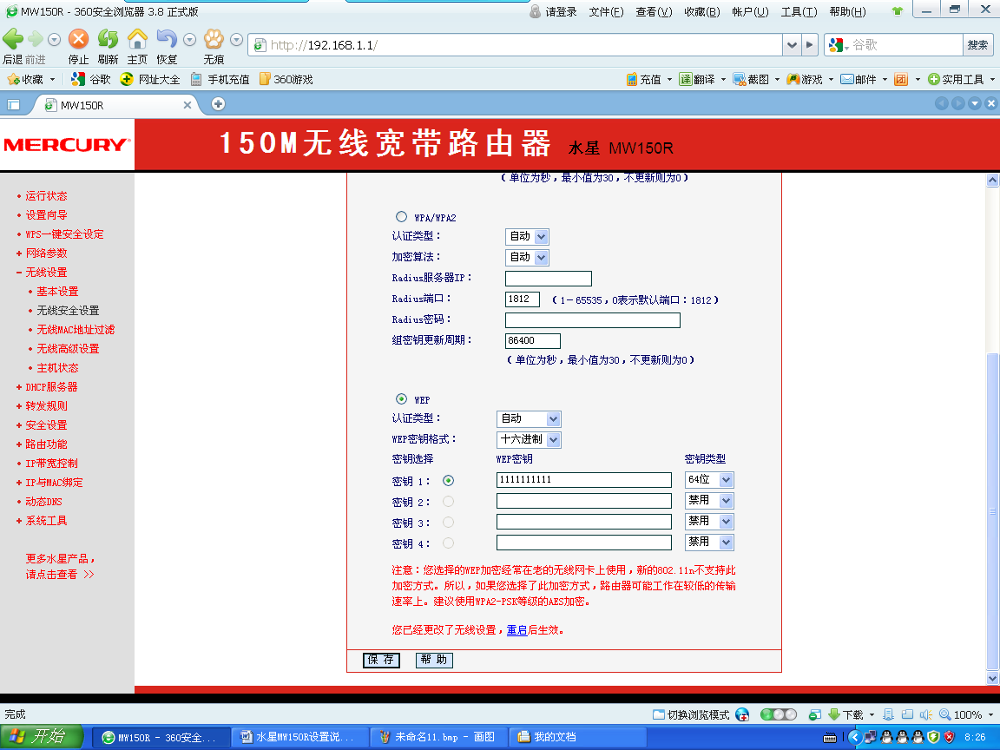 MW150R - 360安全浏览器 3.8 正式版
请登录 文件(F) 查看(V) 收藏(B) 帐户(U) 工具(T) 帮助(H)
http://192.168.1.1/
谷歌
搜索
后退 前进 停止 刷新 主页 恢复 无痕
收藏 谷歌 网址大全 手机充值 360游戏 充值 翻译 截图 游戏 邮件 团 实用工具
MW150R
MERCURY
150M无线宽带路由器 水星 MW150R
运行状态
设置向导
WPS一键安全设定
+ 网络参数
- 无线设置
基本设置
无线安全设置
无线MAC地址过滤
无线高级设置
主机状态
+ DHCP服务器
+ 转发规则
+ 安全设置
+ 路由功能
IP带宽控制
+ IP与MAC绑定
动态DNS
+ 系统工具
更多水星产品，
请点击查看 >>
（单位为秒，最小值为30，不更新则为0）
WPA/WPA2
认证类型： 自动
加密算法： 自动
Radius服务器IP：
Radius端口： 1812 （1-65535，0表示默认端口：1812）
Radius密码：
组密钥更新周期： 86400
（单位为秒，最小值为30，不更新则为0）
WEP
认证类型： 自动
WEP密钥格式： 十六进制
密钥选择 WEP密钥 密钥类型
密钥 1： 1111111111 64位
密钥 2： 禁用
密钥 3： 禁用
密钥 4： 禁用
注意：您选择的WEP加密经常在老的无线网卡上使用，新的802.11n不支持此
加密方式。所以，如果您选择了此加密方式，路由器可能工作在较低的传输
速率上。建议使用WPA2-PSK等级的AES加密。
您已经更改了无线设置，重启后生效。
保 存 帮 助
完成 切换浏览模式 下载 100%
开始 MW150R - 360安全... 水星MW150R设置说... 未命名11.bmp - 画图 我的文档 8:26